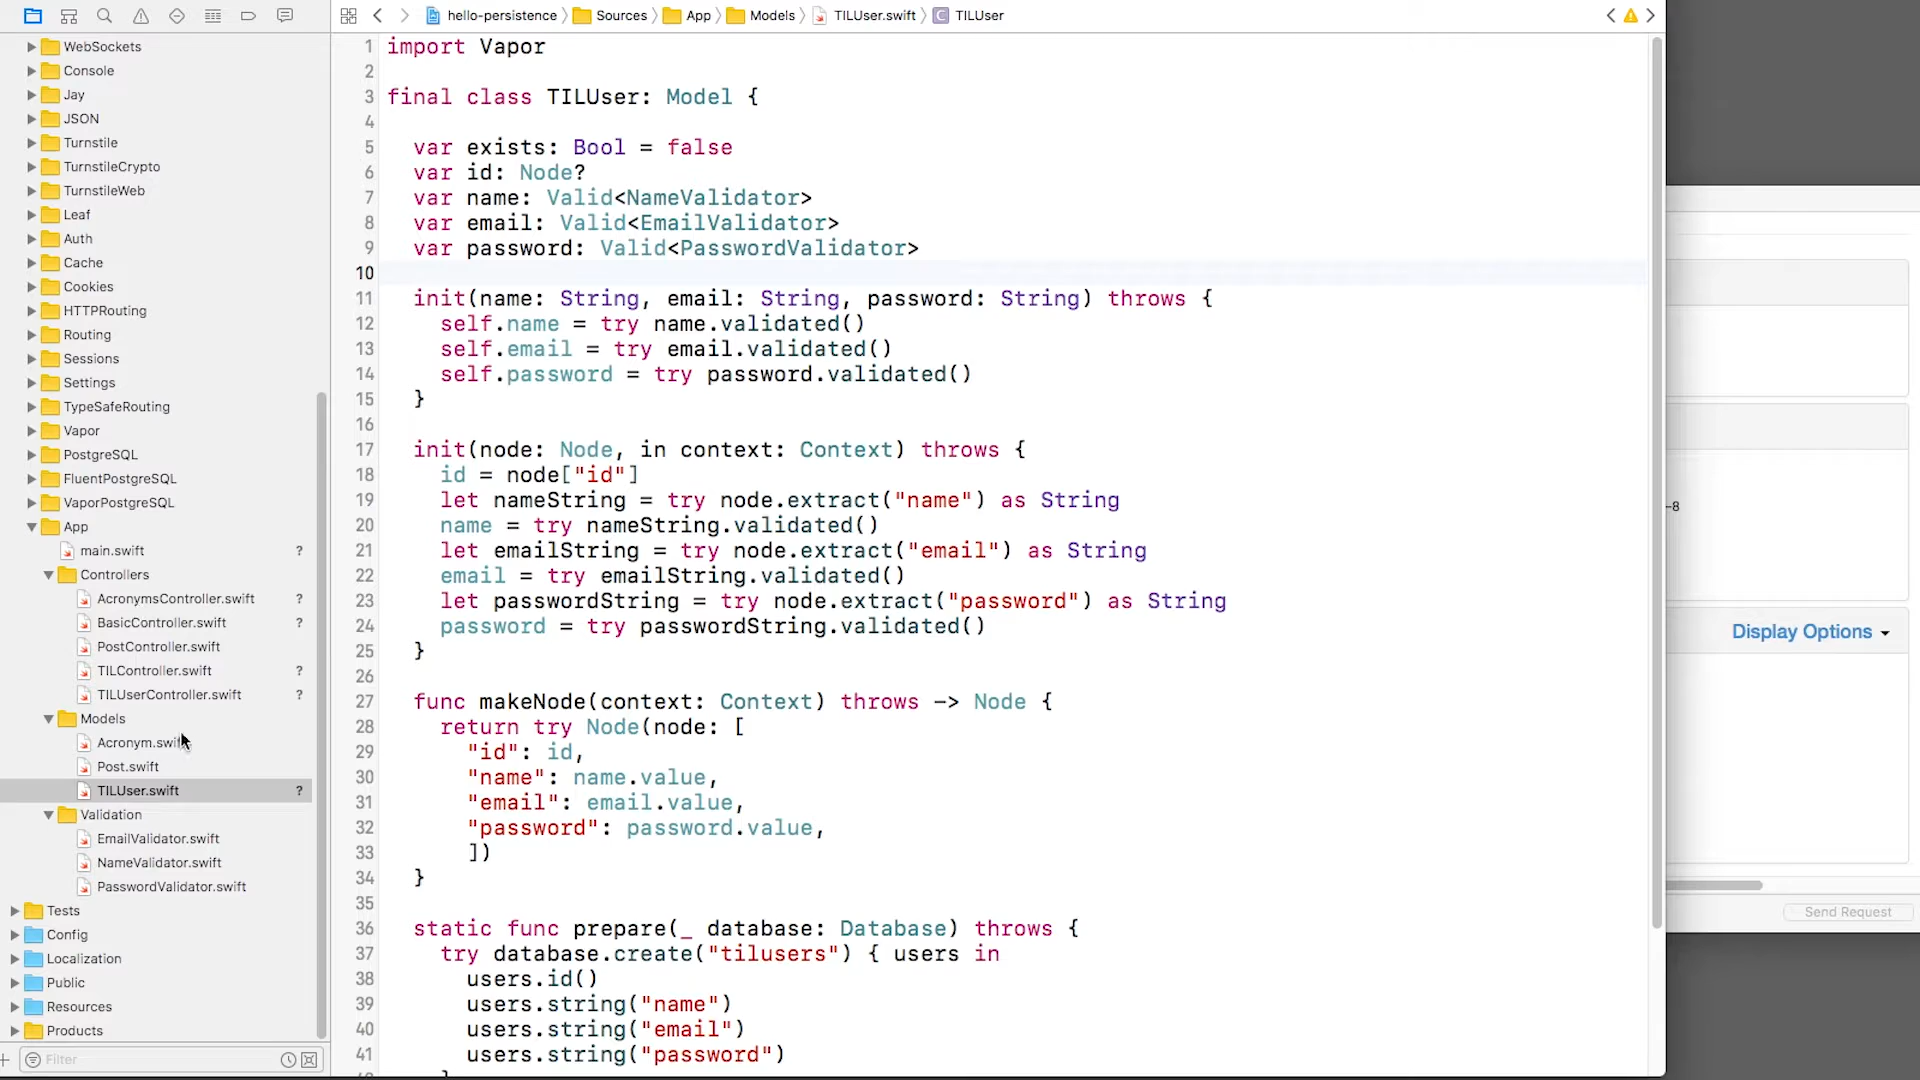 hello-persistence
Sources
App
Models
TILUser.swift
C TILUser
WebSockets
Console
Jay
JSON
Turnstile
TurnstileCrypto
TurnstileWeb
Leaf
Auth
Cache
Cookies
HTTPRouting
Routing
Sessions
Settings
TypeSafeRouting
Vapor
PostgreSQL
FluentPostgreSQL
VaporPostgreSQL
App
main.swift ?
Controllers
AcronymsController.swift ?
BasicController.swift ?
PostController.swift
TILController.swift ?
TILUserController.swift ?
Models
Acronym.swift
Post.swift
TILUser.swift ?
Validation
EmailValidator.swift
NameValidator.swift
PasswordValidator.swift
Tests
Config
Localization
Public
Resources
Products
Filter
1 import Vapor
2
3 final class TILUser: Model {
4
5 var exists: Bool = false
6 var id: Node?
7 var name: Valid<NameValidator>
8 var email: Valid<EmailValidator>
9 var password: Valid<PasswordValidator>
10
11 init(name: String, email: String, password: String) throws {
12 self.name = try name.validated()
13 self.email = try email.validated()
14 self.password = try password.validated()
15 }
16
17 init(node: Node, in context: Context) throws {
18 id = node["id"]
19 let nameString = try node.extract("name") as String
20 name = try nameString.validated()
21 let emailString = try node.extract("email") as String
22 email = try emailString.validated()
23 let passwordString = try node.extract("password") as String
24 password = try passwordString.validated()
25 }
26
27 func makeNode(context: Context) throws -> Node {
28 return try Node(node: [
29 "id": id,
30 "name": name.value,
31 "email": email.value,
32 "password": password.value,
33 ])
34 }
35
36 static func prepare(_ database: Database) throws {
37 try database.create("tilusers") { users in
38 users.id()
39 users.string("name")
40 users.string("email")
41 users.string("password")
-8
Display Options
Send Request